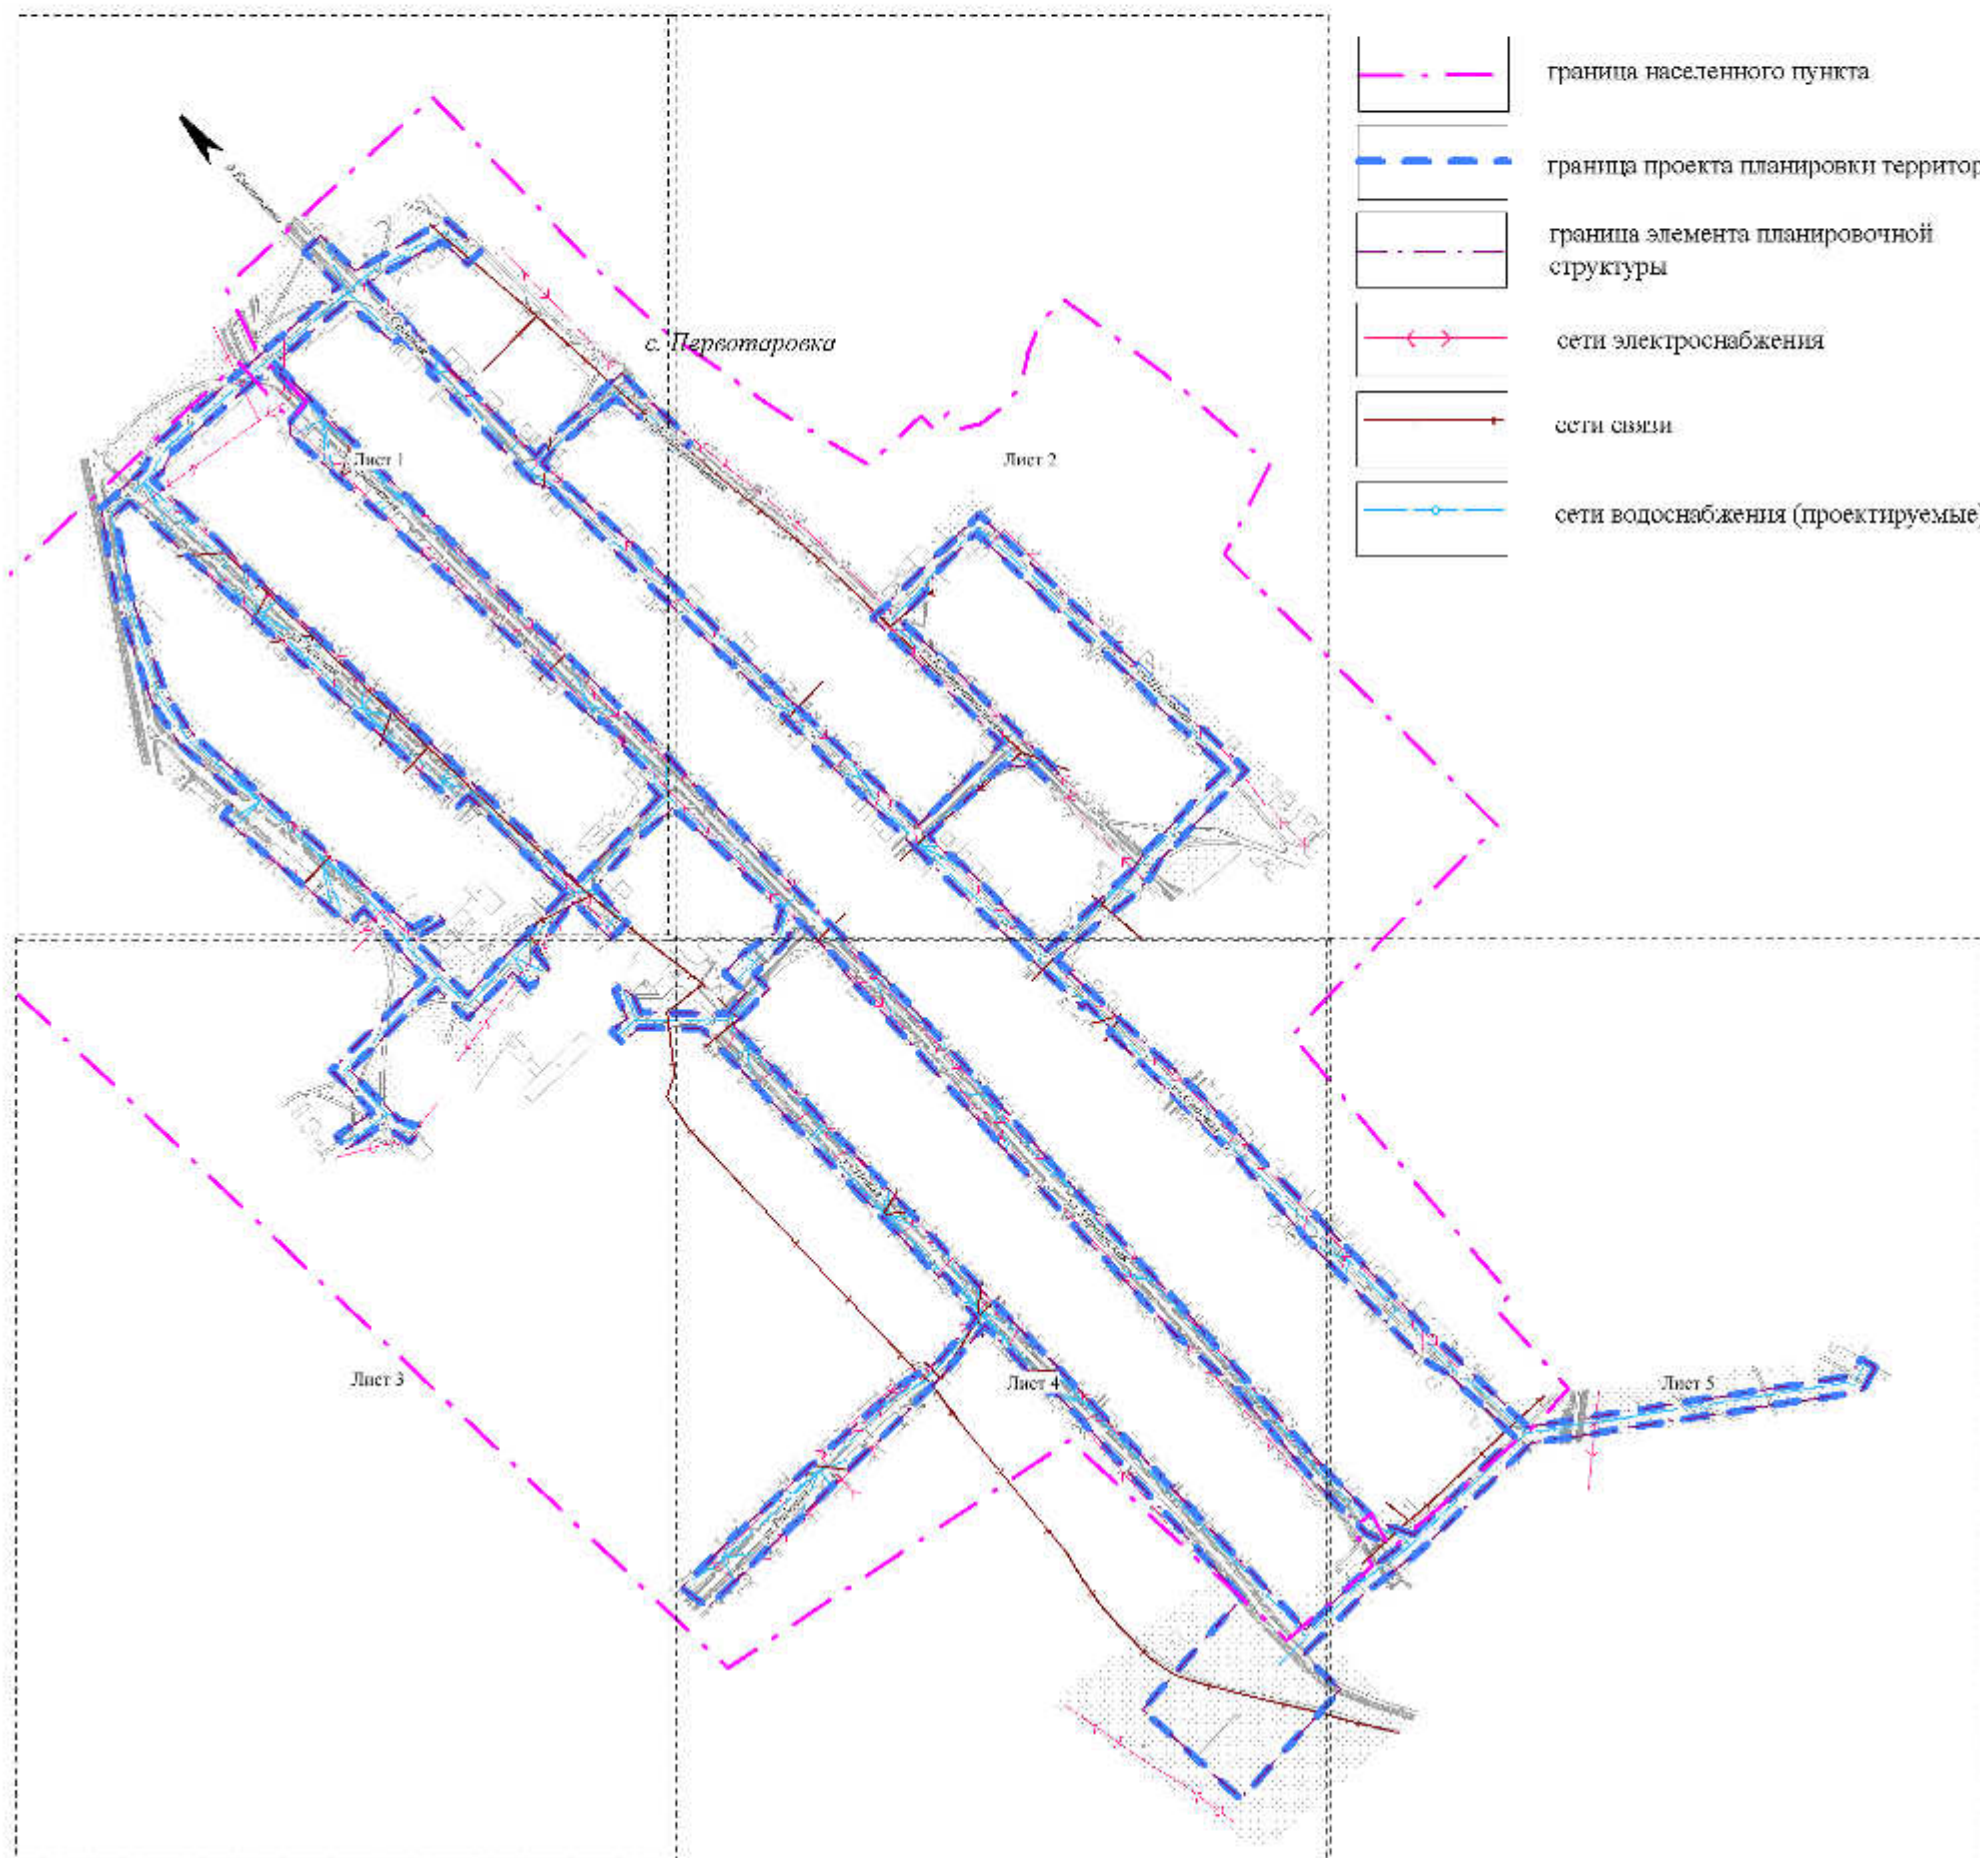 граница населенного пункта
граница проекта планировки территор
граница элемента планировочной
структуры
сети электроснабжения
сети связи
сети водоснабжения (проектируемые)
с. Первотаровка
Лист 1
Лист 2
Лист 3
Лист 4
Лист 5